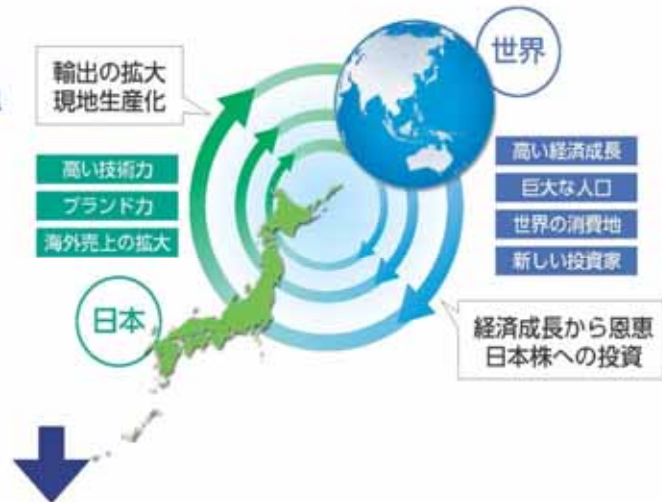 世界
輸出の拡大
現地生産化
高い技術力
ブランド力
海外売上の拡大
日本
高い経済成長
巨大な人口
世界の消費地
新しい投資家
経済成長から恩恵
日本株への投資